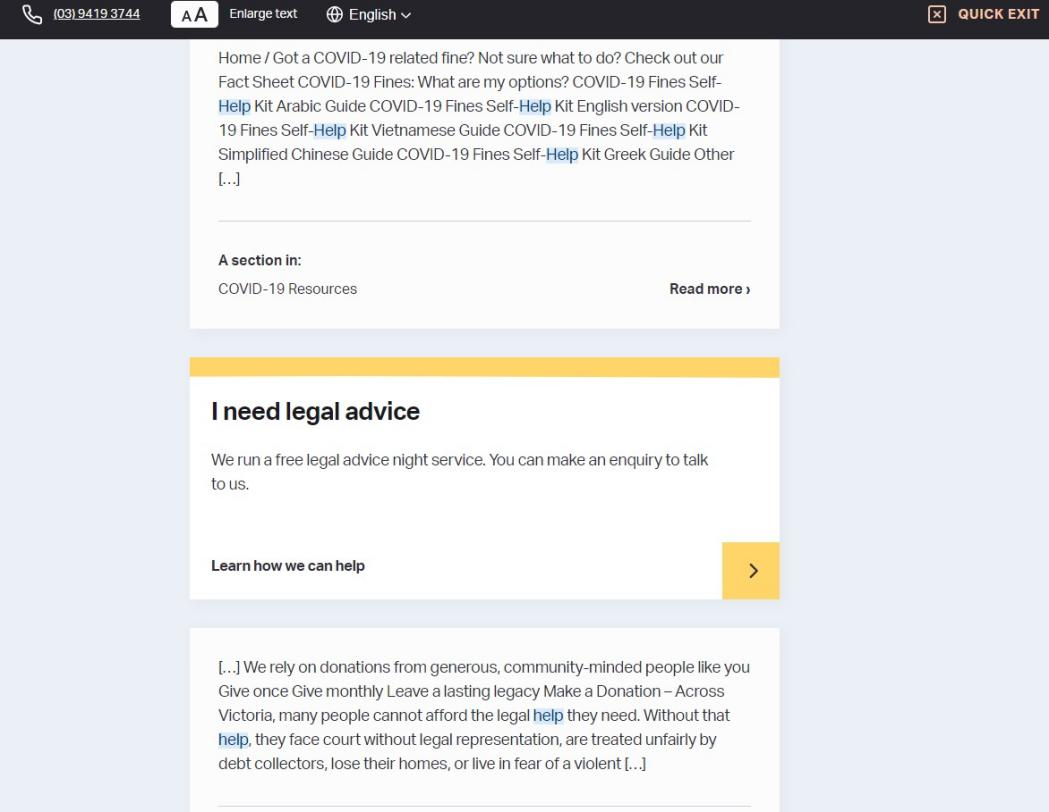 (03) 9419 3744 AA Enlarge text English QUICK EXIT
Home / Got a COVID-19 related fine? Not sure what to do? Check out our
Fact Sheet COVID-19 Fines: What are my options? COVID-19 Fines Self-
Help Kit Arabic Guide COVID-19 Fines Self-Help Kit English version COVID-
19 Fines Self-Help Kit Vietnamese Guide COVID-19 Fines Self-Help Kit
Simplified Chinese Guide COVID-19 Fines Self-Help Kit Greek Guide Other
[…]
A section in:
COVID-19 Resources Read more ›
I need legal advice
We run a free legal advice night service. You can make an enquiry to talk
to us.
Learn how we can help
[…] We rely on donations from generous, community-minded people like you
Give once Give monthly Leave a lasting legacy Make a Donation – Across
Victoria, many people cannot afford the legal help they need. Without that
help, they face court without legal representation, are treated unfairly by
debt collectors, lose their homes, or live in fear of a violent […]